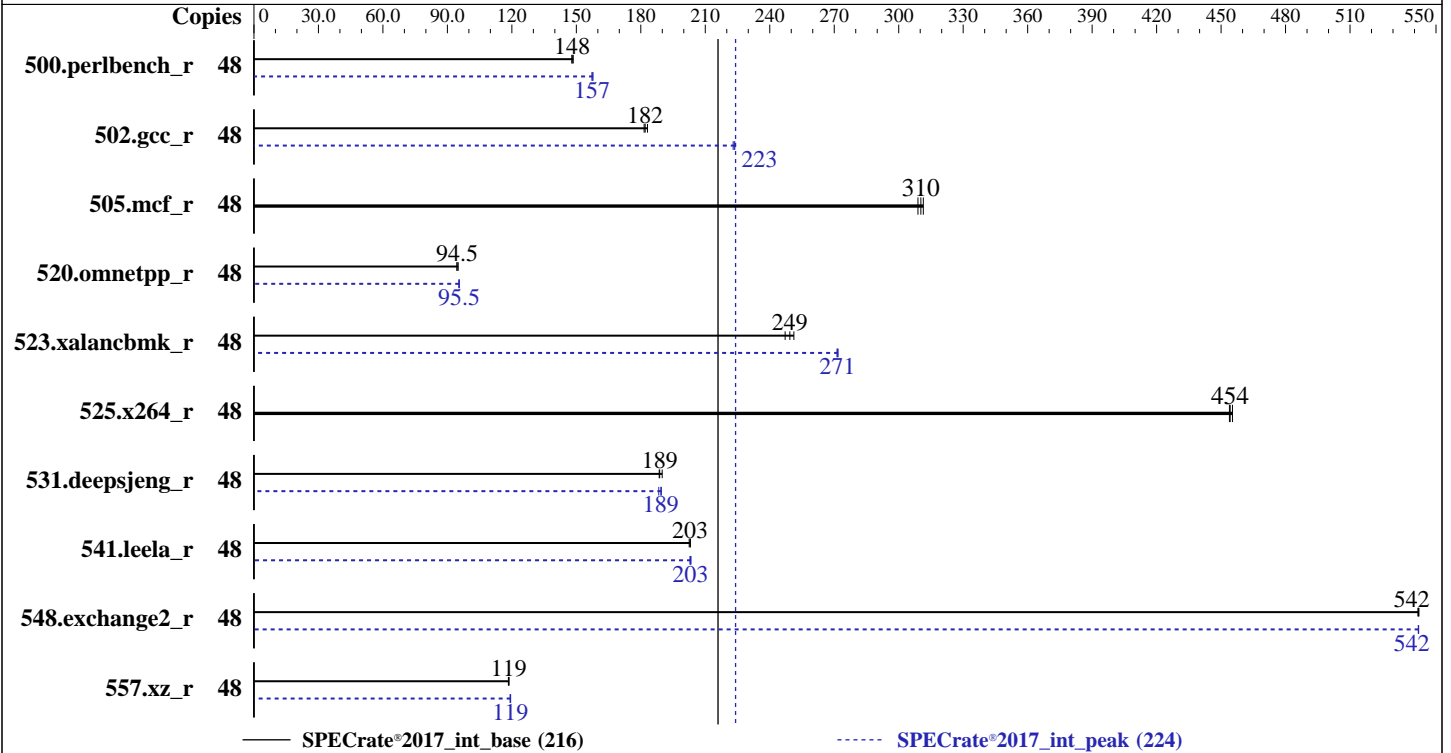 Copies 0 30.0 60.0 90.0 120 150 180 210 240 270 300 330 360 390 420 450 480 510 550
500.perlbench_r 48 148
157
502.gcc_r 48 182
223
505.mcf_r 48 310
520.omnetpp_r 48 94.5
95.5
523.xalancbmk_r 48 249
271
525.x264_r 48 454
531.deepsjeng_r 48 189
189
541.leela_r 48 203
203
548.exchange2_r 48 542
542
557.xz_r 48 119
119
SPECrate®2017_int_base (216) SPECrate®2017_int_peak (224)